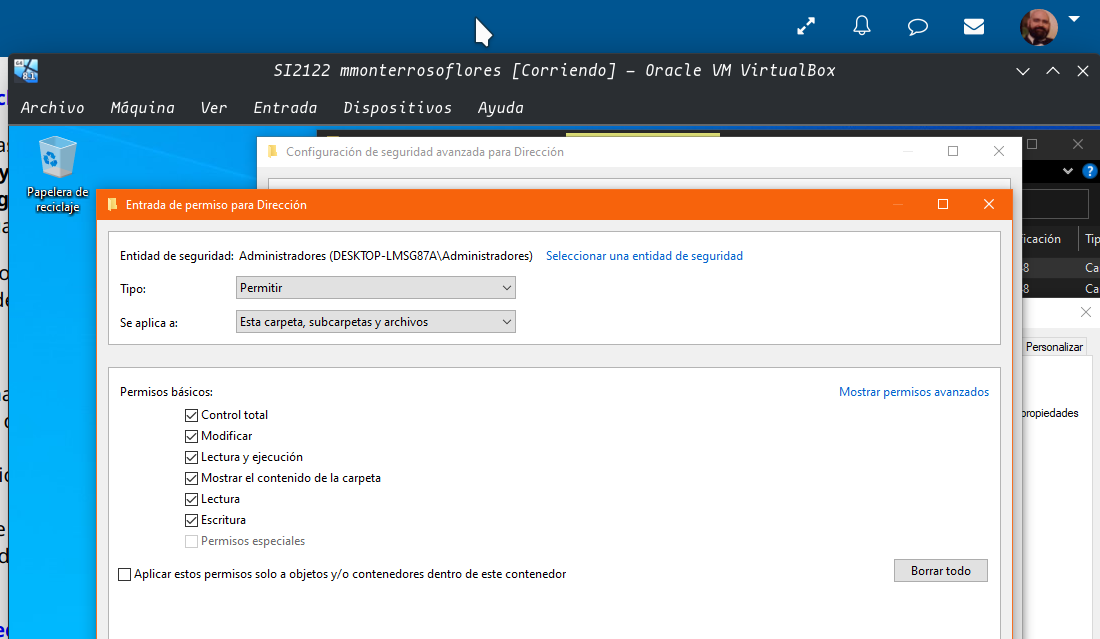 SI2122 mmonterrosoflores [Corriendo] – Oracle VM VirtualBox
Archivo Máquina Ver Entrada Dispositivos Ayuda
Papelera de
reciclaje
Configuración de seguridad avanzada para Dirección
Entrada de permiso para Dirección
Entidad de seguridad: Administradores (DESKTOP-LMSG87A\Administradores) Seleccionar una entidad de seguridad
Tipo: Permitir
Se aplica a: Esta carpeta, subcarpetas y archivos
Permisos básicos: Mostrar permisos avanzados
Control total
Modificar
Lectura y ejecución
Mostrar el contenido de la carpeta
Lectura
Escritura
Permisos especiales
Aplicar estos permisos solo a objetos y/o contenedores dentro de este contenedor
Borrar todo
icación Tip
8 Ca
8 Ca
Personalizar
propiedades